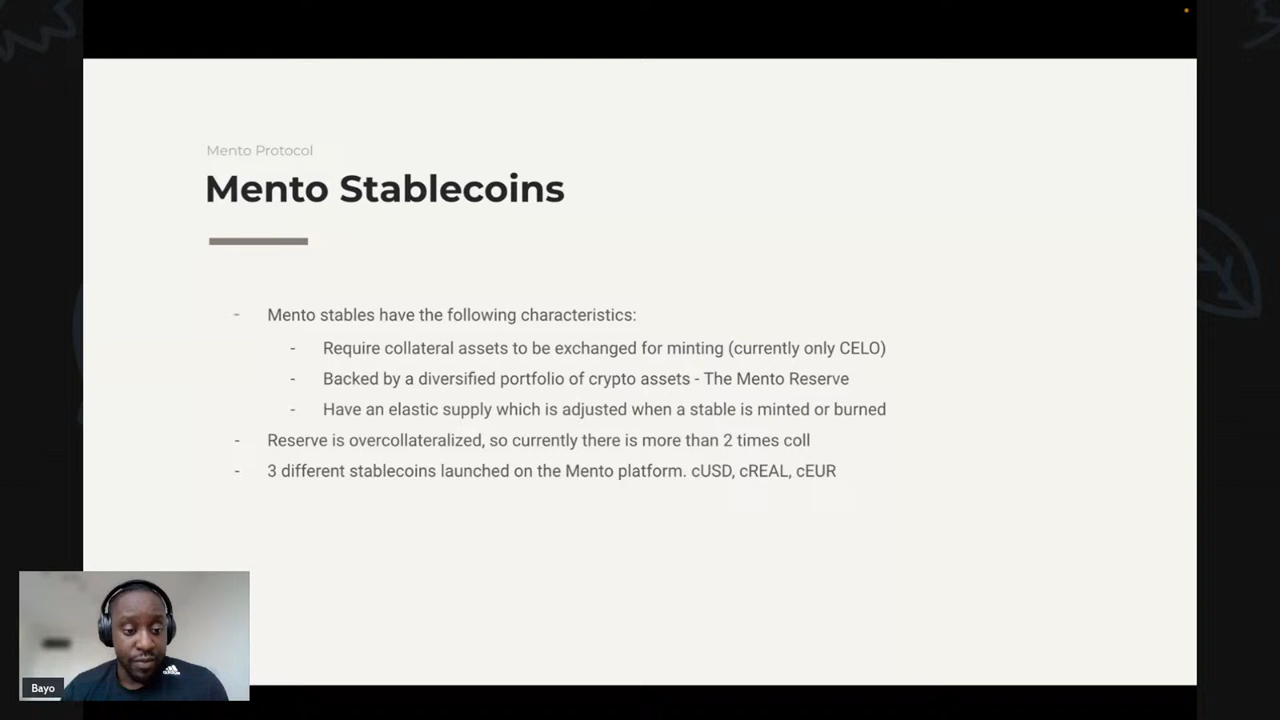 Mento Protocol
Mento Stablecoins
- Mento stables have the following characteristics:
- Require collateral assets to be exchanged for minting (currently only CELO)
- Backed by a diversified portfolio of crypto assets - The Mento Reserve
- Have an elastic supply which is adjusted when a stable is minted or burned
- Reserve is overcollateralized, so currently there is more than 2 times coll
- 3 different stablecoins launched on the Mento platform. cUSD, cREAL, cEUR
adidas
Bayo